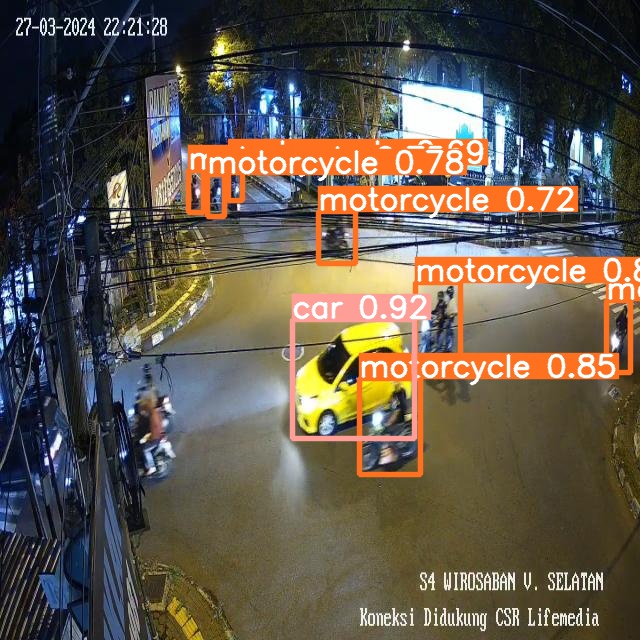 27-03-2024 22:21:28
motorcycle 0.78
motorcycle 0.72
motorcycle 0.8
car 0.92
motorcycle 0.85
S4 WIROSABAN V. SELATAN
Koneksi Didukung CSR Lifemedia